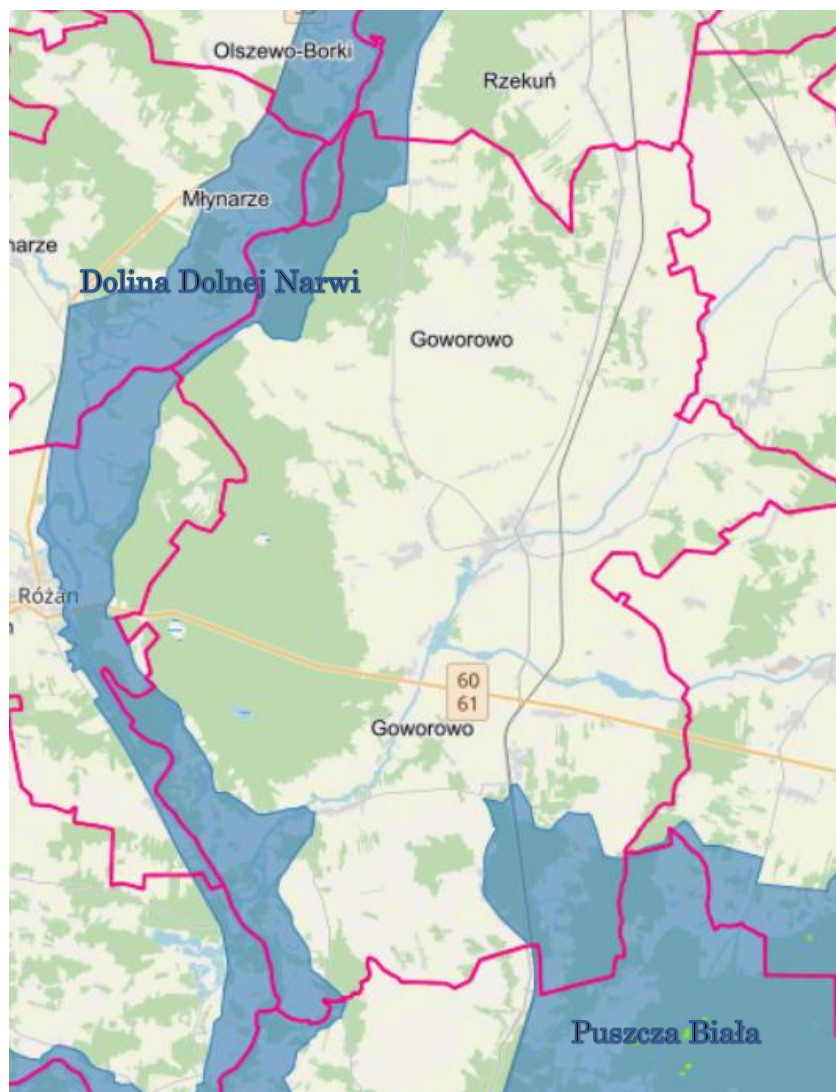 Olszewo-Borki
Rzekuń
Młynarze
narze
Dolina Dolnej Narwi
Goworowo
Różan
60
61
Goworowo
Puszcza Biała